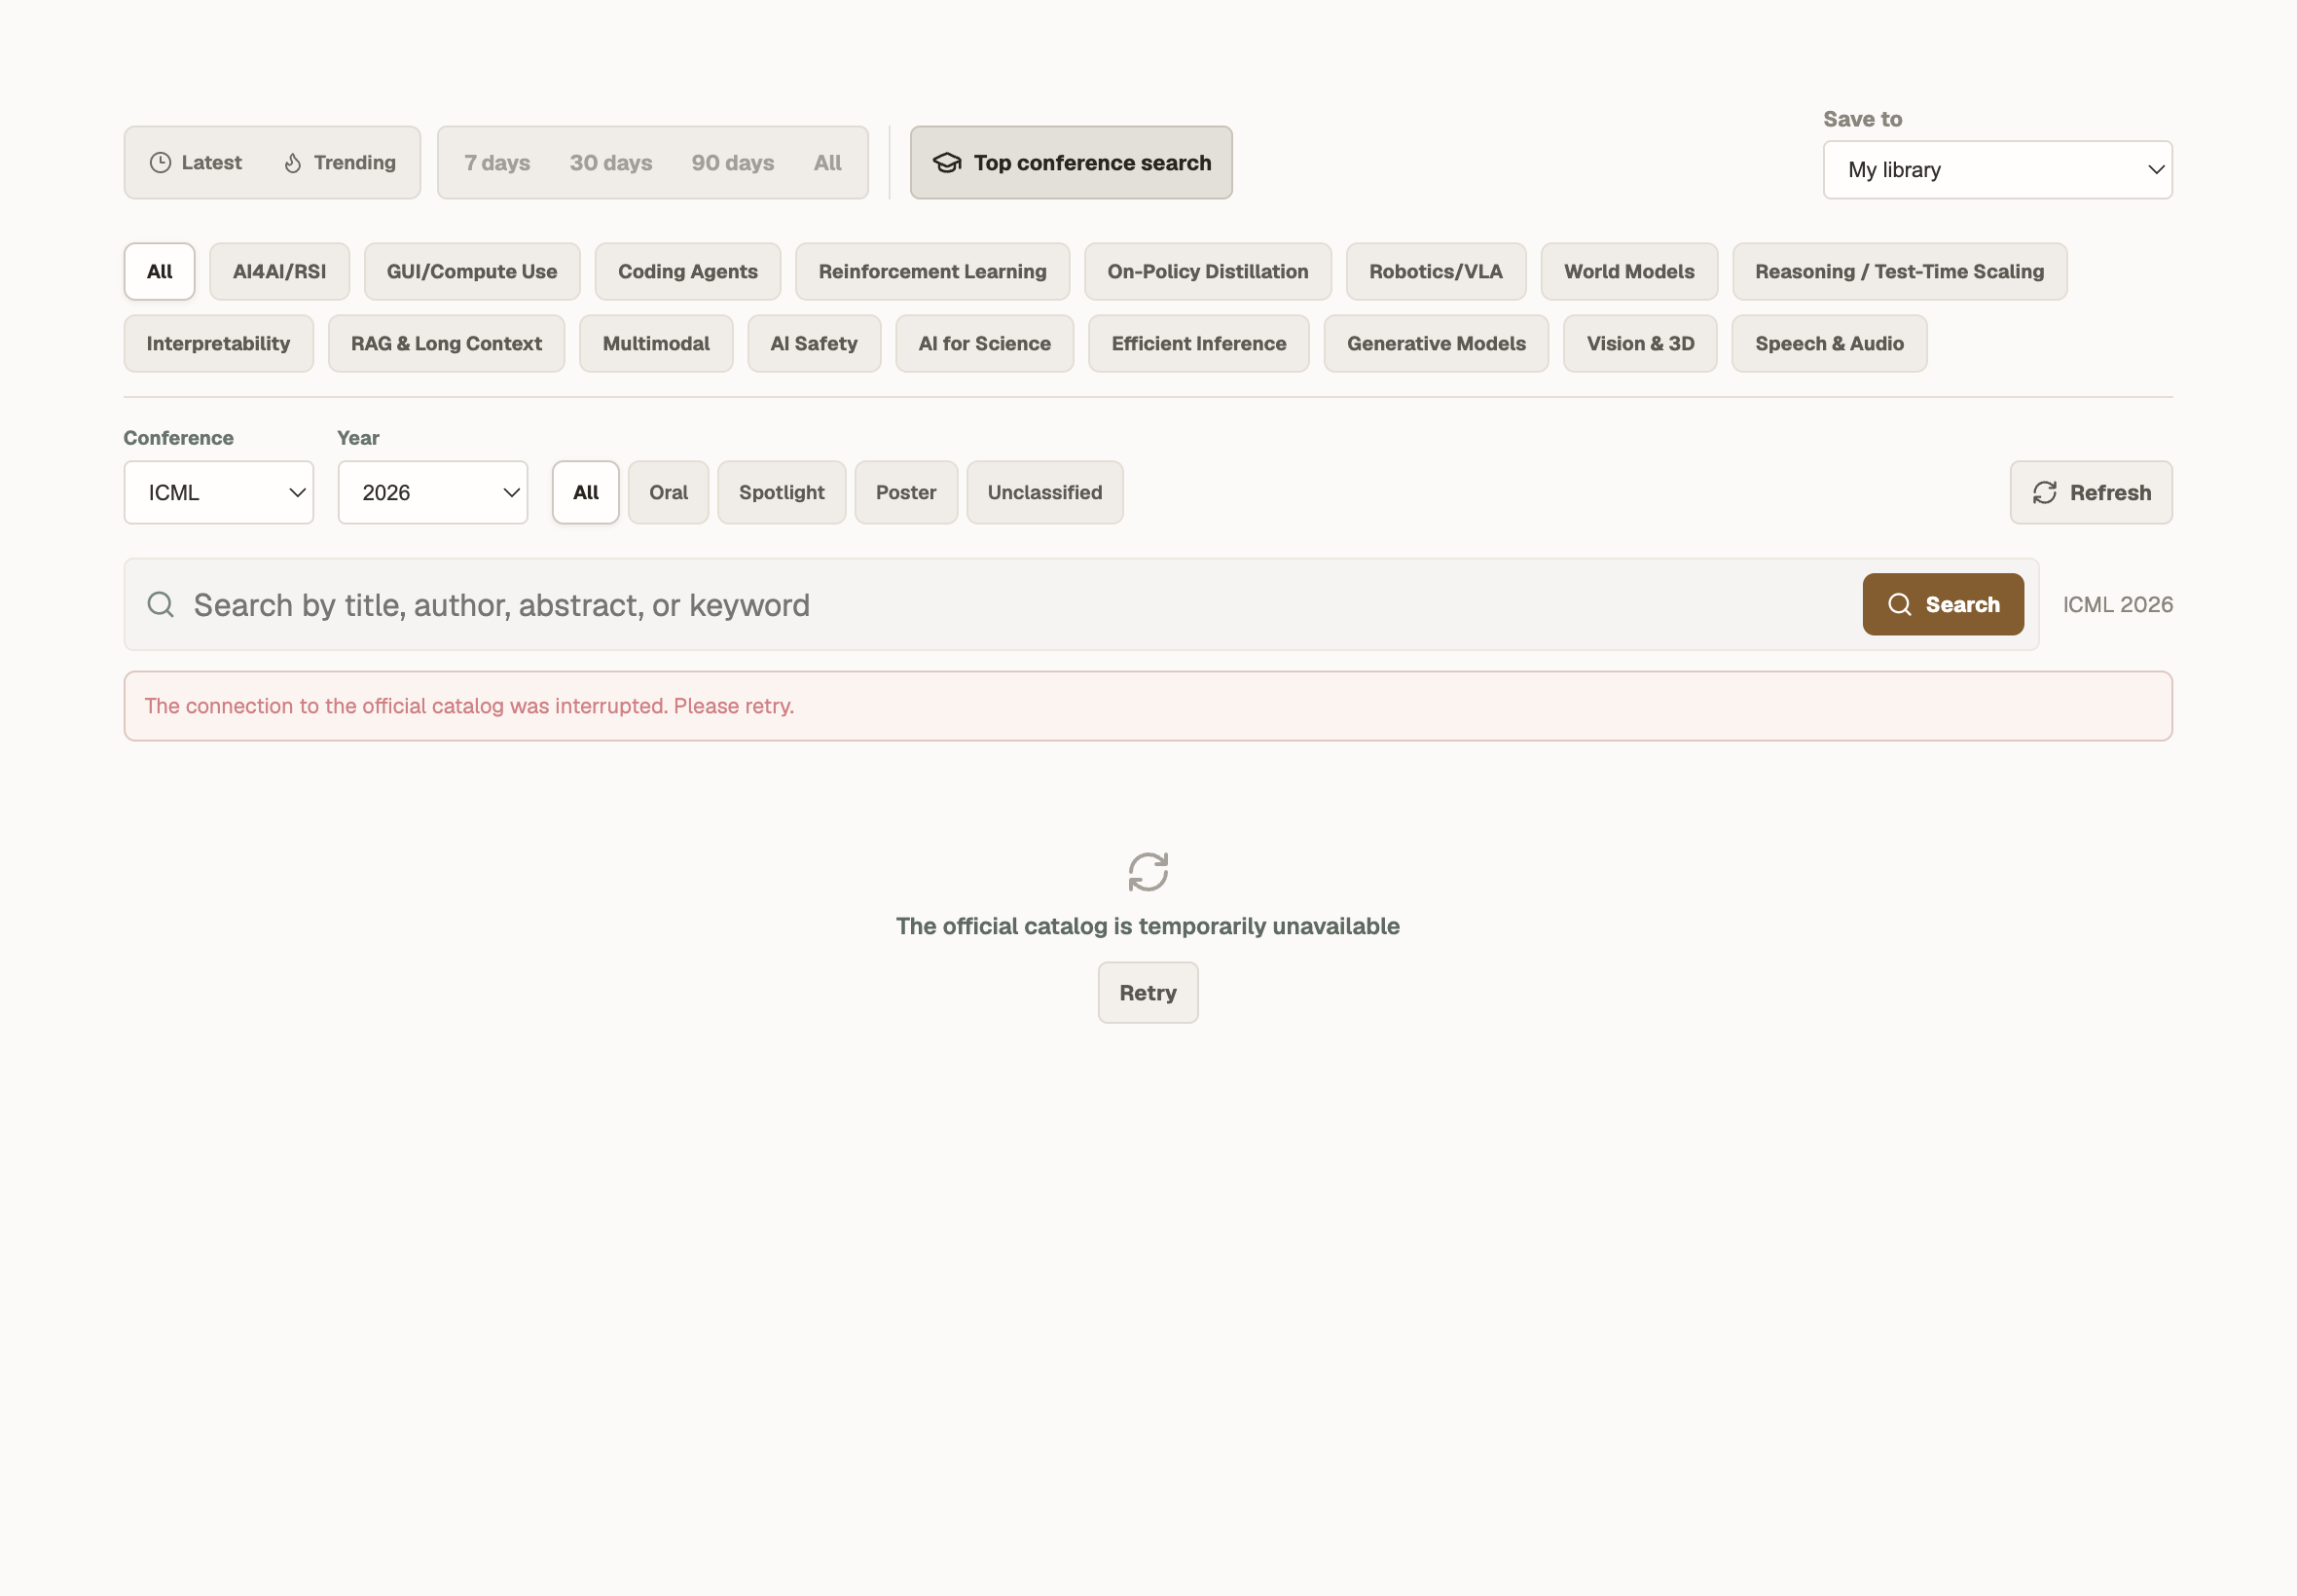 Save to
Latest Trending 7 days 30 days 90 days All Top conference search My library
All AI4AI/RSI GUI/Compute Use Coding Agents Reinforcement Learning On-Policy Distillation Robotics/VLA World Models Reasoning / Test-Time Scaling
Interpretability RAG & Long Context Multimodal AI Safety AI for Science Efficient Inference Generative Models Vision & 3D Speech & Audio
Conference Year
ICML 2026 All Oral Spotlight Poster Unclassified Refresh
Search by title, author, abstract, or keyword Search ICML 2026
The connection to the official catalog was interrupted. Please retry.
The official catalog is temporarily unavailable
Retry